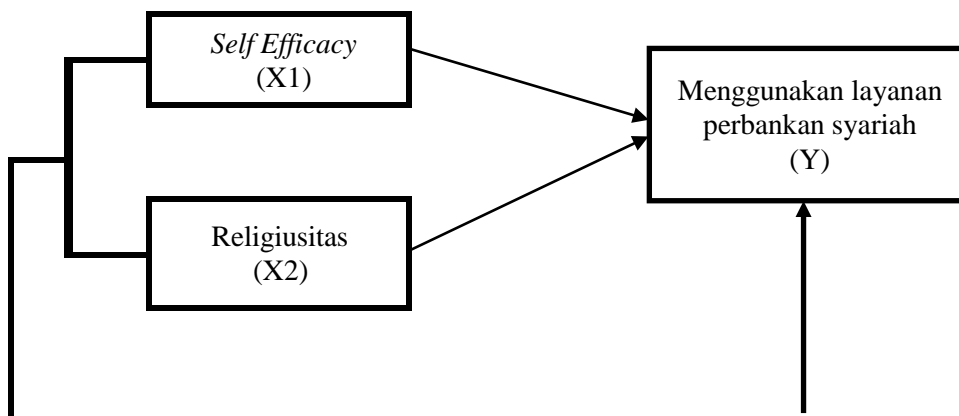 Self Efficacy
(X1)
Menggunakan layanan
perbankan syariah
(Y)
Religiusitas
(X2)